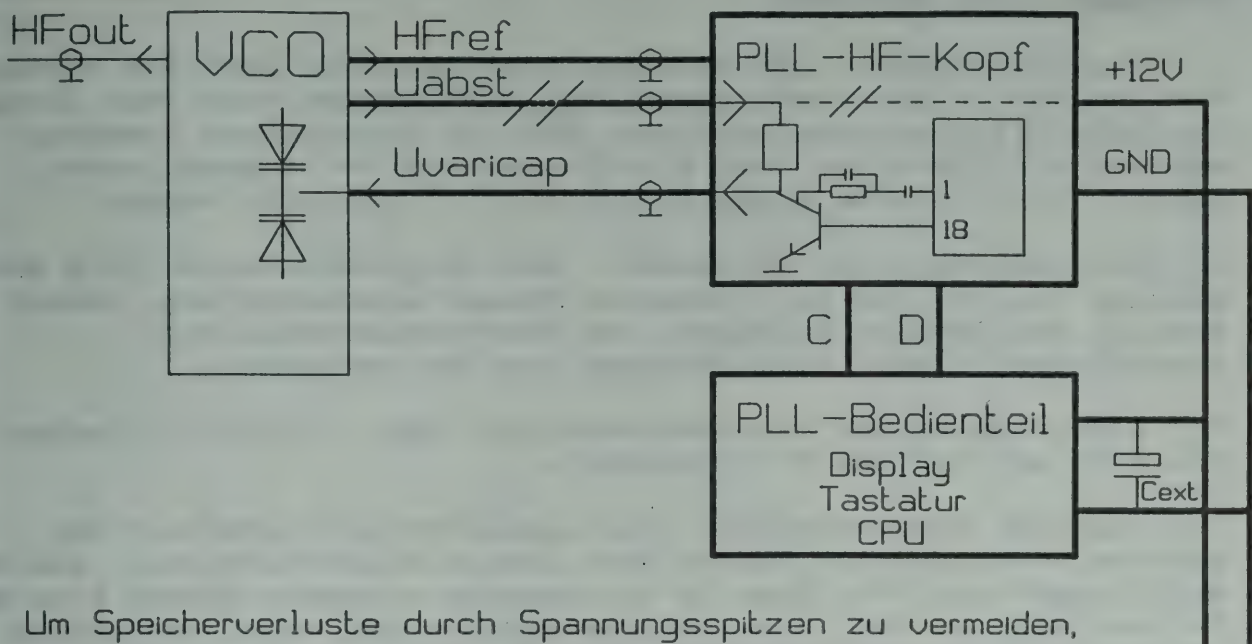 HFout
VCO
HFref
Uabst
Uvaricap
PLL-HF-Kopf
1
18
+12V
GND
C D
PLL-Bedienteil
Display
Tastatur
CPU
Cext
Um Speicherverluste durch Spannungsspitzen zu vermeiden,